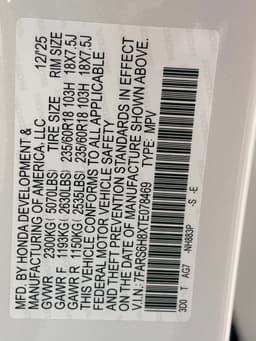 MFD. BY HONDA DEVELOPMENT &
MANUFACTURING OF AMERICA, LLC 12/25
GVWR 2300KG( 5070LBS) TIRE SIZE RIM SIZE
GAWR F 1193KG( 2630LBS) 235/60R18 103H 18X7.5J
GAWR R 1150KG( 2535LBS) 235/60R18 103H 18X7.5J
THIS VEHICLE CONFORMS TO ALL APPLICABLE
FEDERAL MOTOR VEHICLE SAFETY
AND THEFT PREVENTION STANDARDS IN EFFECT
ON THE DATE OF MANUFACTURE SHOWN ABOVE.
V.I.N.:7FARS6H9XTE078469 TYPE: MPV
3D0 T AG7 -NH883P -S -E